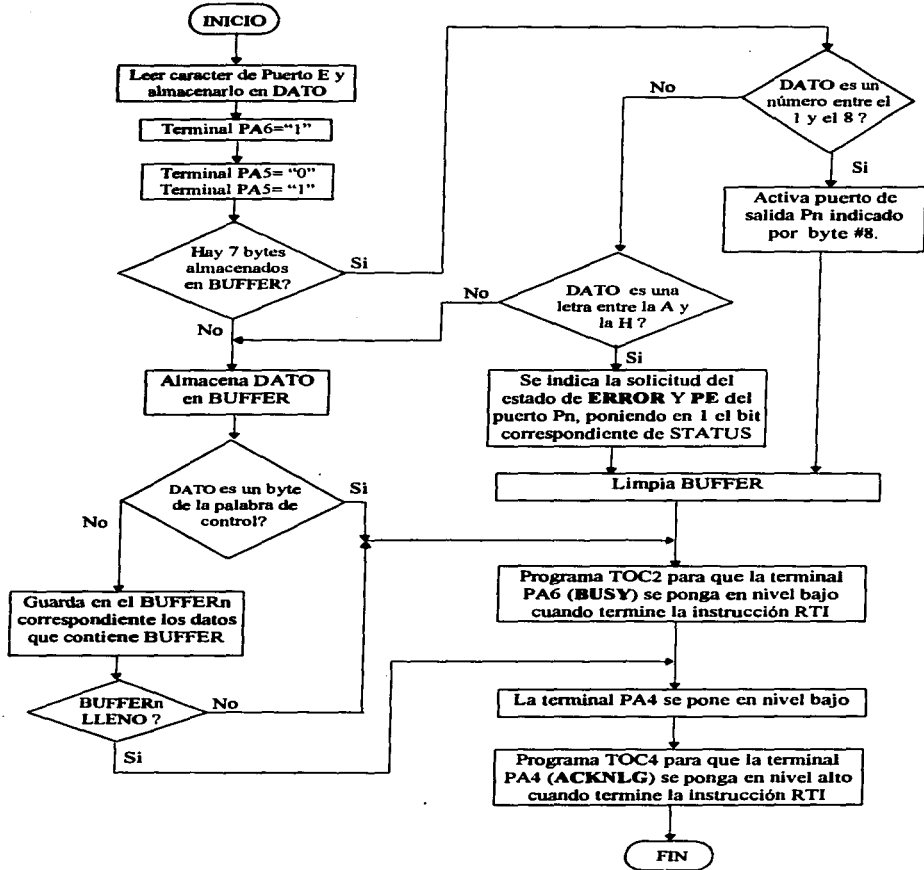 INICIO
Leer caracter de Puerto E y
almacenarlo en DATO
Terminal PA6="1"
Terminal PA5= "0"
Terminal PA5= "1"
Hay 7 bytes
almacenados
en BUFFER?
Si
No
DATO es un
número entre el
1 y el 8 ?
No
Si
Activa puerto de
salida Pn indicado
por byte #8.
DATO es una
letra entre la A y
la H ?
No
Si
Se indica la solicitud del
estado de ERROR Y PE del
puerto Pn, poniendo en 1 el bit
correspondiente de STATUS
Limpia BUFFER
Almacena DATO
en BUFFER
DATO es un byte
de la palabra de
control?
Si
No
Guarda en el BUFFERn
correspondiente los datos
que contiene BUFFER
BUFFERn
LLENO ?
No
Si
Programa TOC2 para que la terminal
PA6 (BUSY) se ponga en nivel bajo
cuando termine la instrucción RTI
La terminal PA4 se pone en nivel bajo
Programa TOC4 para que la terminal
PA4 (ACKNLG) se ponga en nivel alto
cuando termine la instrucción RTI
FIN